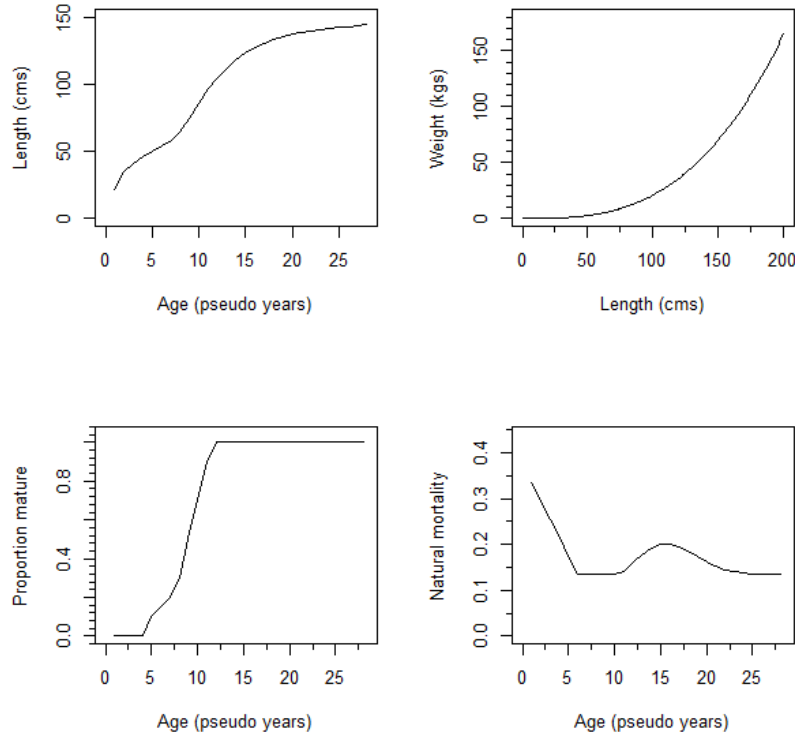 150
100
50
0
Length (cms)
0 5 10 15 20 25
Age (pseudo years)
150
100
50
0
Weight (kgs)
0 50 100 150 200
Length (cms)
0.8
0.4
0.0
Proportion mature
0 5 10 15 20 25
Age (pseudo years)
0.4
0.3
0.2
0.1
0.0
Natural mortality
0 5 10 15 20 25
Age (pseudo years)